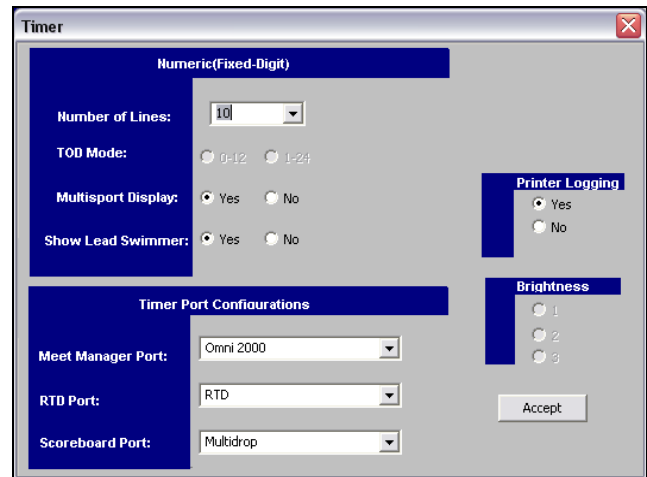 Timer
Numeric(Fixed-Digit)
Number of Lines: 10
TOD Mode: 0-12 1-24
Multisport Display: Yes No
Show Lead Swimmer: Yes No
Printer Logging
Yes
No
Timer Port Configurations
Meet Manager Port: Omni 2000
RTD Port: RTD
Scoreboard Port: Multidrop
Brightness
1
2
3
Accept